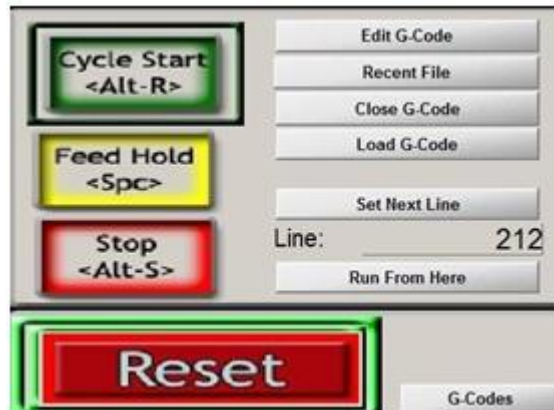 Cycle Start
<Alt-R>
Feed Hold
<Spc>
Stop
<Alt-S>
Edit G-Code
Recent File
Close G-Code
Load G-Code
Set Next Line
Line: 212
Run From Here
Reset
G-Codes